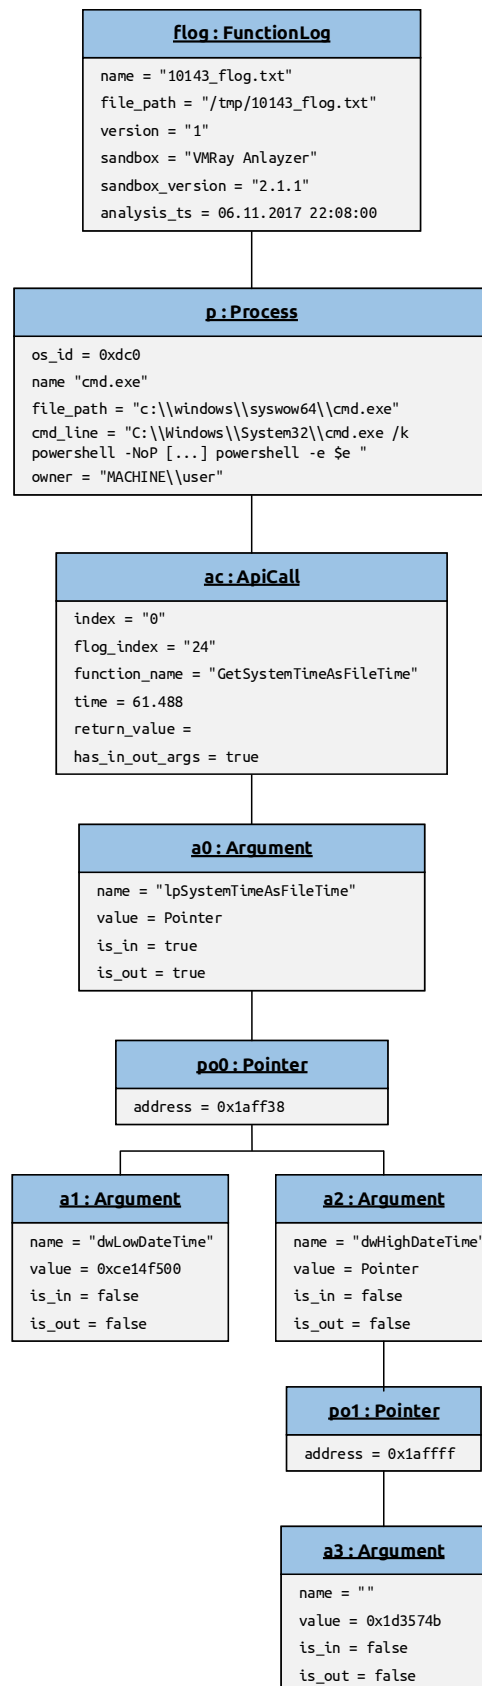 flog : FunctionLog
name = "10143_flog.txt"
file_path = "/tmp/10143_flog.txt"
version = "1"
sandbox = "VMRay Anlayzer"
sandbox_version = "2.1.1"
analysis_ts = 06.11.2017 22:08:00
p : Process
os_id = 0xdc0
name "cmd.exe"
file_path = "c:\\windows\\syswow64\\cmd.exe"
cmd_line = "C:\\Windows\\System32\\cmd.exe /k
powershell -NoP [...] powershell -e $e "
owner = "MACHINE\\user"
ac : ApiCall
index = "0"
flog_index = "24"
function_name = "GetSystemTimeAsFileTime"
time = 61.488
return_value =
has_in_out_args = true
a0 : Argument
name = "lpSystemTimeAsFileTime"
value = Pointer
is_in = true
is_out = true
po0 : Pointer
address = 0x1aff38
a1 : Argument
name = "dwLowDateTime"
value = 0xce14f500
is_in = false
is_out = false
a2 : Argument
name = "dwHighDateTime"
value = Pointer
is_in = false
is_out = false
po1 : Pointer
address = 0x1affff
a3 : Argument
name = ""
value = 0x1d3574b
is_in = false
is_out = false